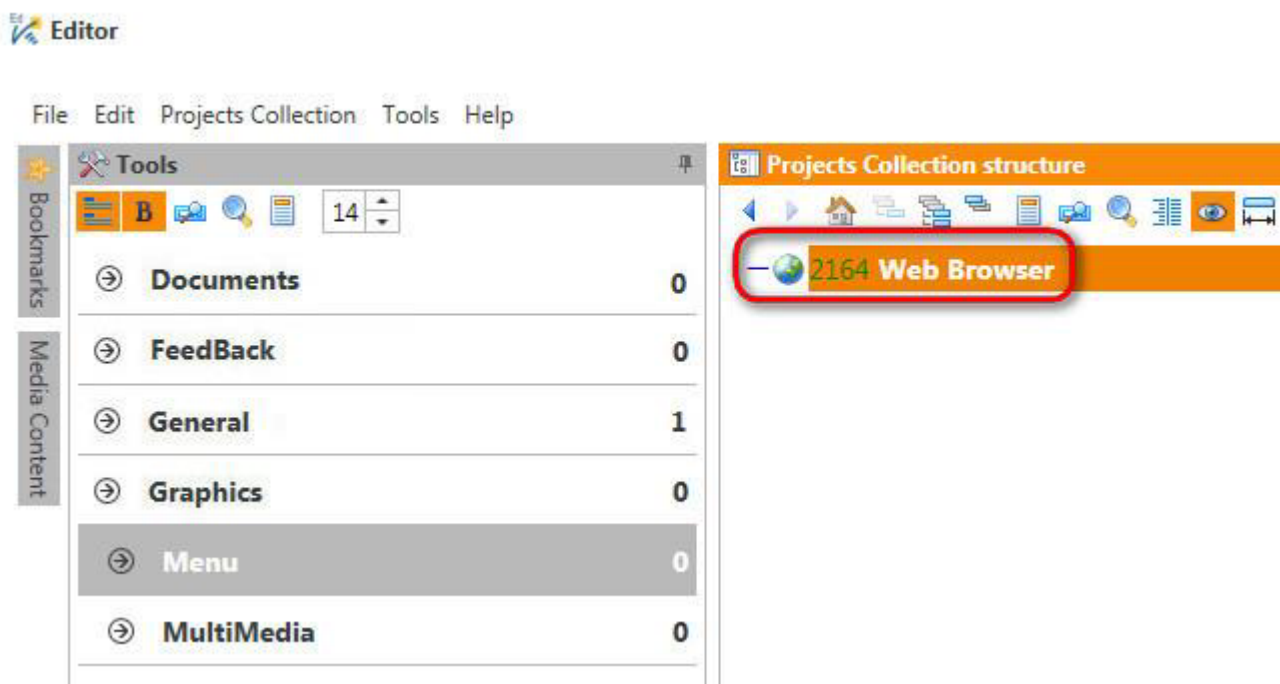 Ed
Editor
File Edit Projects Collection Tools Help
Bookmarks
Media Content
Tools
B 14
Documents 0
FeedBack 0
General 1
Graphics 0
Menu 0
MultiMedia 0
Projects Collection structure
2164 Web Browser